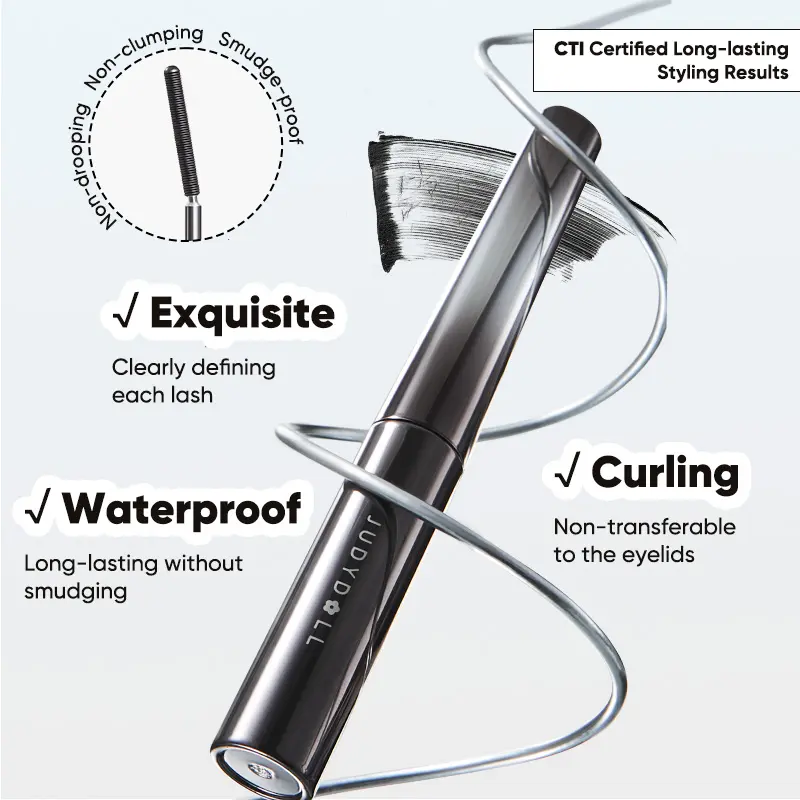 CTI Certified Long-lasting
Styling Results
Non-drooping
Non-clumping
Smudge-proof
√ Exquisite
Clearly defining
each lash
√ Curling
Non-transferable
to the eyelids
√ Waterproof
Long-lasting without
smudging
JUDYDOLL